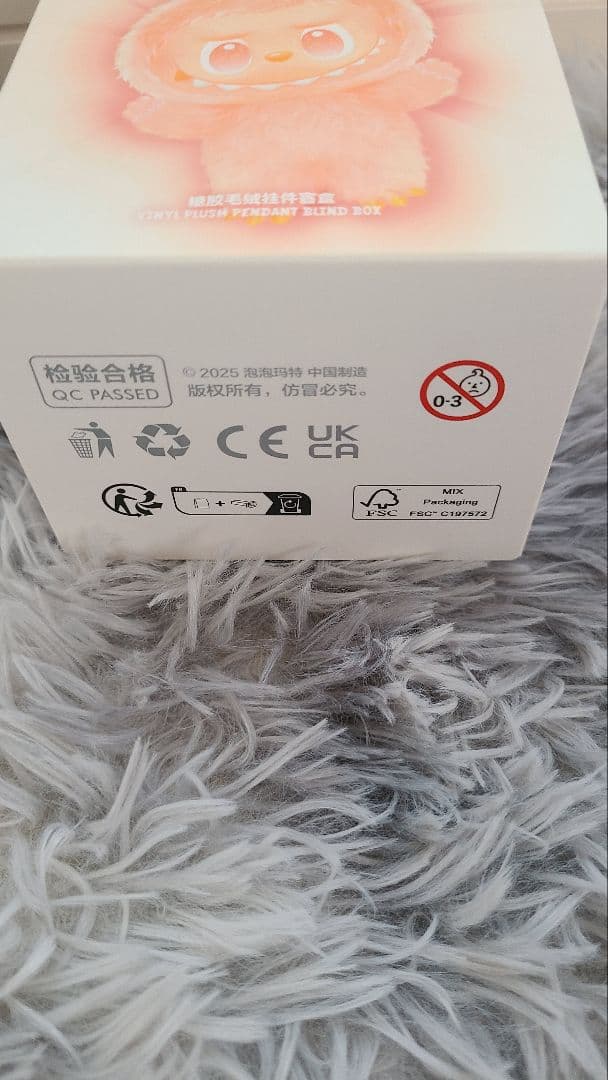 搪胶毛绒挂件盲盒
VINYL PLUSH PENDANT BLIND BOX
检验合格
QC PASSED
© 2025 泡泡玛特 中国制造
版权所有，仿冒必究。
0-3
CE
UK
CA
FSC™
MIX
Packaging
FSC™ C197572